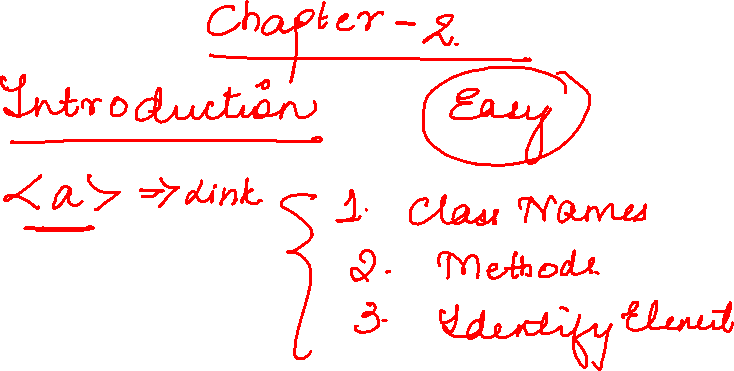 Chapter - 2.
Introduction
Easy
<a> => Link
1. Class Names
2. Methods
3. Identify Element